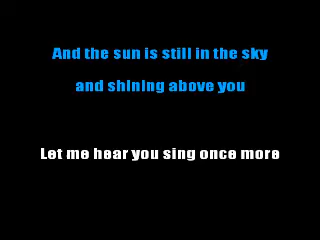 And the sun is still in the sky
and shining above you
Let me hear you sing once more